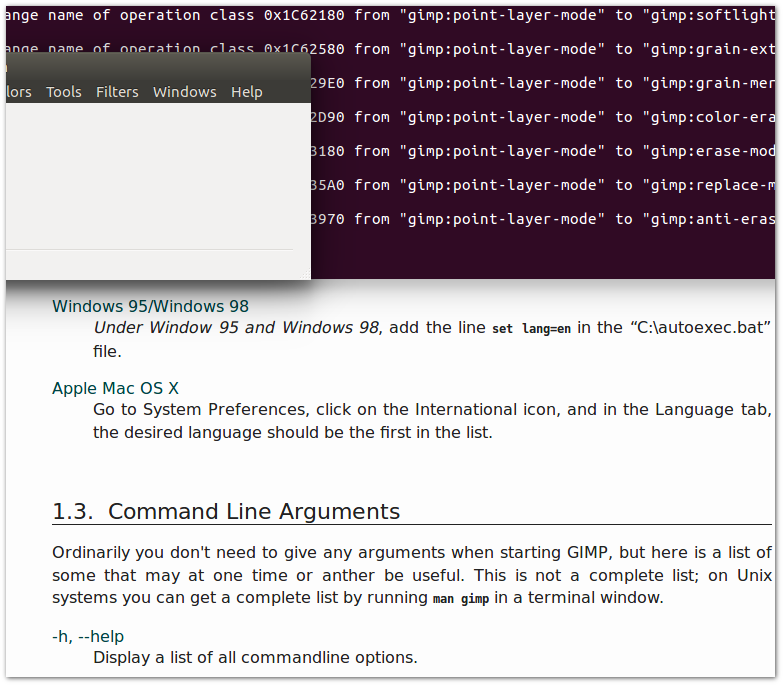 ange name of operation class 0x1C62180 from "gimp:point-layer-mode" to "gimp:softlight
ange name of operation class 0x1C62580 from "gimp:point-layer-mode" to "gimp:grain-ext
29E0 from "gimp:point-layer-mode" to "gimp:grain-mer
lors Tools Filters Windows Help
2D90 from "gimp:point-layer-mode" to "gimp:color-era
3180 from "gimp:point-layer-mode" to "gimp:erase-mod
35A0 from "gimp:point-layer-mode" to "gimp:replace-m
3970 from "gimp:point-layer-mode" to "gimp:anti-eras
Windows 95/Windows 98
Under Window 95 and Windows 98, add the line set lang=en in the “C:\autoexec.bat”
file.
Apple Mac OS X
Go to System Preferences, click on the International icon, and in the Language tab,
the desired language should be the first in the list.
1.3. Command Line Arguments
Ordinarily you don't need to give any arguments when starting GIMP, but here is a list of
some that may at one time or anther be useful. This is not a complete list; on Unix
systems you can get a complete list by running man gimp in a terminal window.
-h, --help
Display a list of all commandline options.